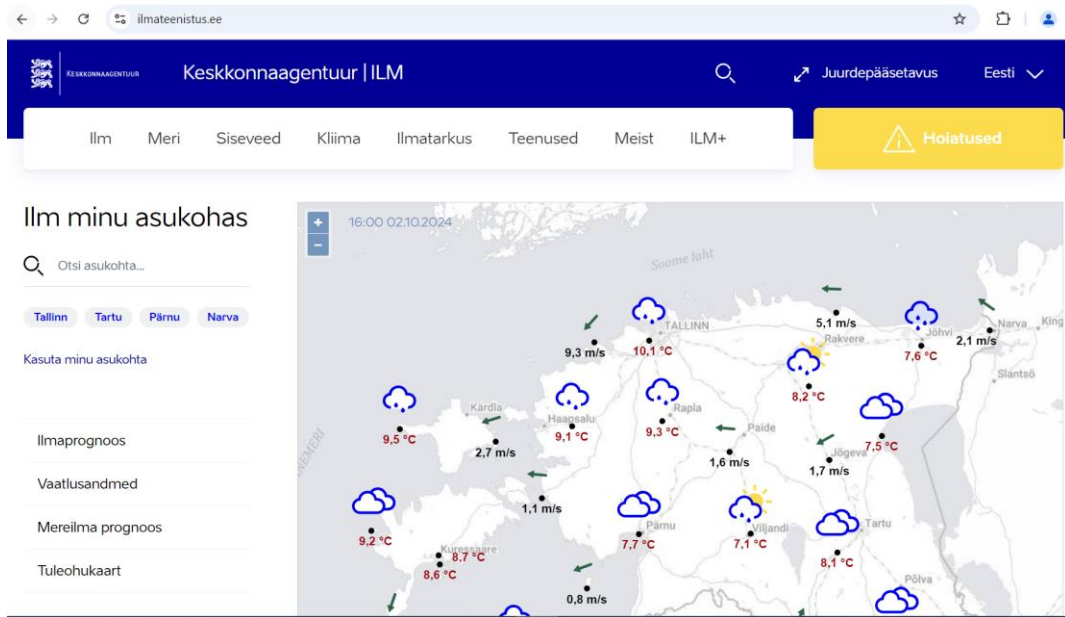 ilmateenistus.ee
KESKKONNAAGENTUUR
Keskkonnaagentuur | ILM
Juurdepääsetavus
Eesti
Ilm
Meri
Siseveed
Kliima
Ilmatarkus
Teenused
Meist
ILM+
Hoiatused
Ilm minu asukohas
Otsi asukohta...
Tallinn
Tartu
Pärnu
Narva
Kasuta minu asukohta
Ilmaprognoos
Vaatlusandmed
Mereilma prognoos
Tuleohukaart
+
-
16:00 02.10.2024
Soome laht
TALLINN
5,1 m/s
Rakvere
Jõhvi
Narva
King
2,1 m/s
9,3 m/s
10,1 °C
7,6 °C
Slantsõ
8,2 °C
Kärdla
Haapsalu
Rapla
9,5 °C
9,1 °C
9,3 °C
Paide
7,5 °C
2,7 m/s
1,6 m/s
Jõgeva
1,7 m/s
NEMERI
1,1 m/s
Pärnu
Viljandi
Tartu
9,2 °C
7,7 °C
7,1 °C
Kuressaare
8,7 °C
8,6 °C
8,1 °C
Põlva
0,8 m/s